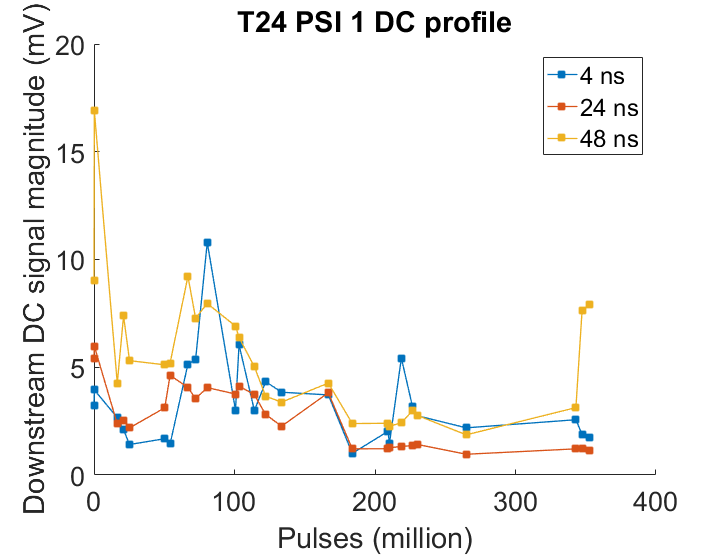 T24 PSI 1 DC profile
Downstream DC signal magnitude (mV)
20
15
10
5
0
4 ns
24 ns
48 ns
0 100 200 300 400
Pulses (million)